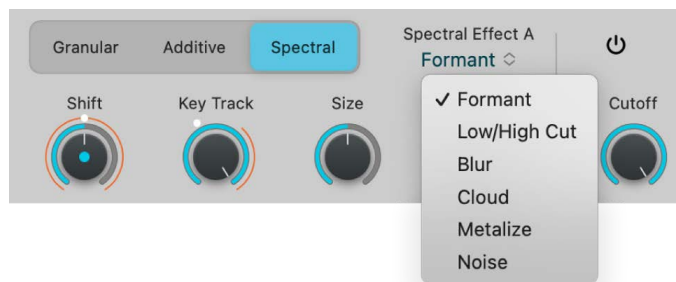 Granular Additive Spectral
Spectral Effect A
Formant
Shift Key Track Size Cutoff
✓ Formant
Low/High Cut
Blur
Cloud
Metalize
Noise